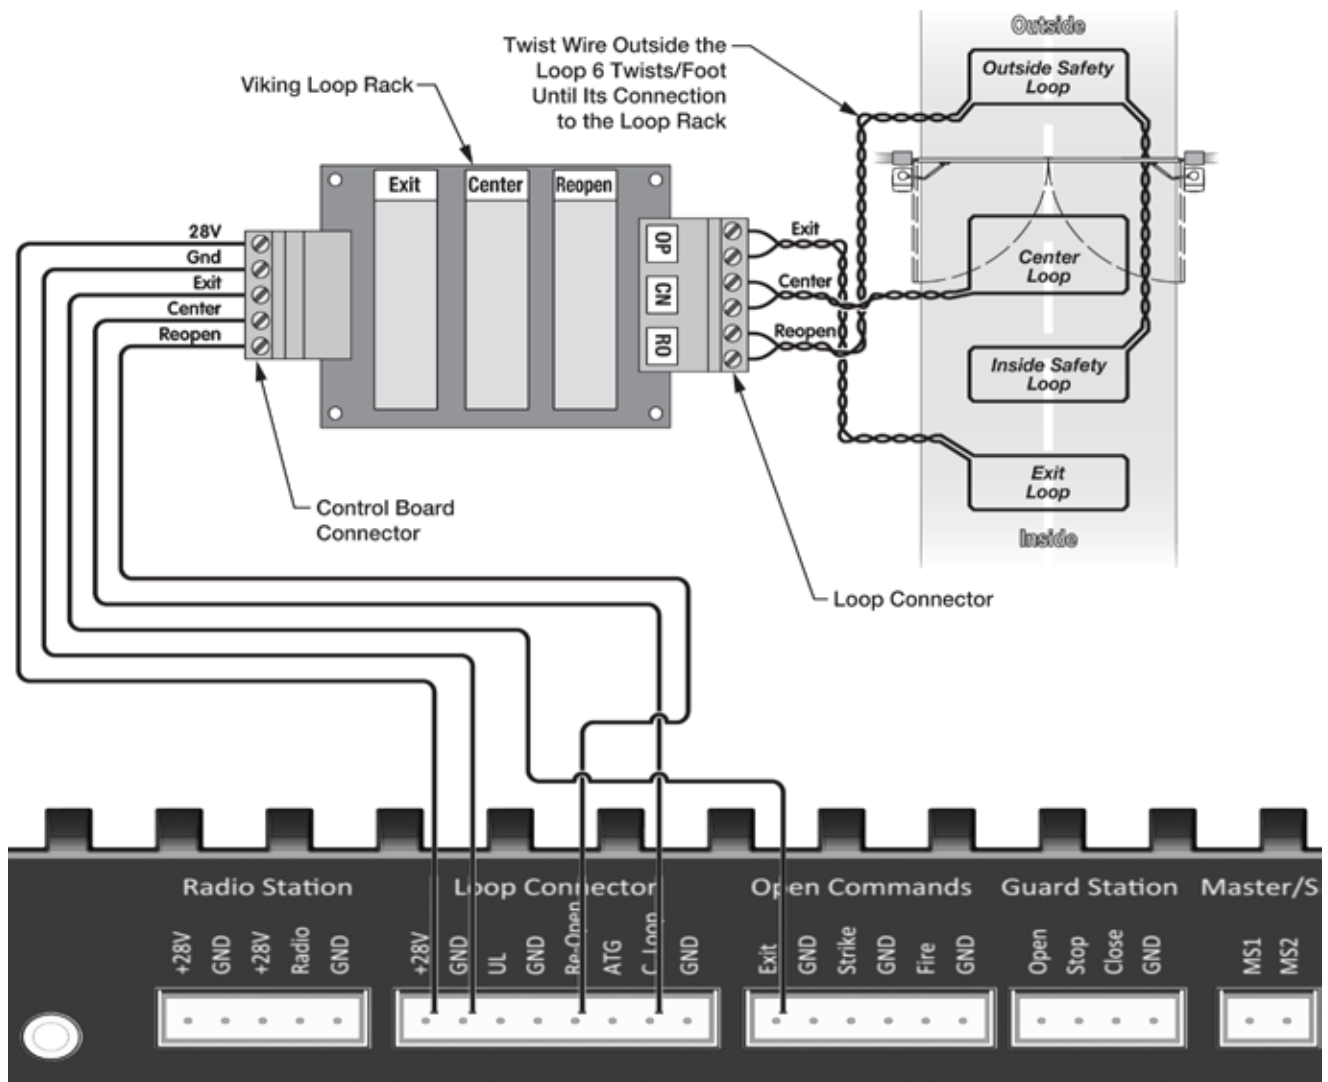 Outside
Twist Wire Outside the
Loop 6 Twists/Foot
Until Its Connection
to the Loop Rack
Outside Safety
Loop
Viking Loop Rack
Exit
Center
Reopen
28V
Gnd
Exit
Center
Reopen
OP
CN
RO
Exit
Center
Reopen
Center
Loop
Inside Safety
Loop
Exit
Loop
Inside
Control Board
Connector
Loop Connector
Radio Station
Loop Connector
Open Commands
Guard Station
Master/S
+28V
GND
+28V
Radio
GND
+28V
GND
UL
GND
Re-Open
ATG
C Loop
GND
Exit
GND
Strike
GND
Fire
GND
Open
Stop
Close
GND
MS1
MS2